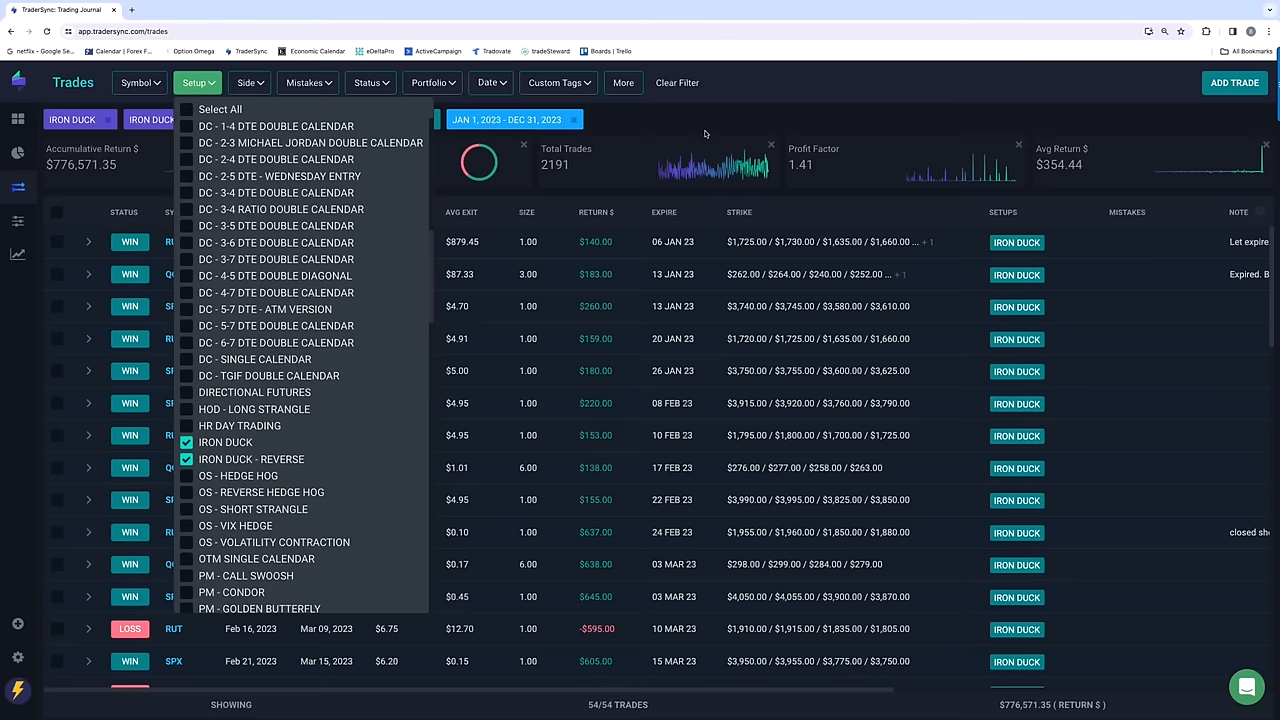 TraderSync: Trading Journal
app.tradersync.com/trades
netflix - Google Se... Calendar | Forex F... Option Omega TraderSync Economic Calendar eDeltaPro ActiveCampaign Tradovate tradeSteward Boards | Trello All Bookmarks
Trades Symbol Setup Side Mistakes Status Portfolio Date Custom Tags More Clear Filter ADD TRADE
Select All
DC - 1-4 DTE DOUBLE CALENDAR
DC - 2-3 MICHAEL JORDAN DOUBLE CALENDAR
DC - 2-4 DTE DOUBLE CALENDAR
DC - 2-5 DTE - WEDNESDAY ENTRY
DC - 3-4 DTE DOUBLE CALENDAR
DC - 3-4 RATIO DOUBLE CALENDAR
DC - 3-5 DTE DOUBLE CALENDAR
DC - 3-6 DTE DOUBLE CALENDAR
DC - 3-7 DTE DOUBLE CALENDAR
DC - 4-5 DTE DOUBLE DIAGONAL
DC - 4-7 DTE DOUBLE CALENDAR
DC - 5-7 DTE - ATM VERSION
DC - 5-7 DTE DOUBLE CALENDAR
DC - 6-7 DTE DOUBLE CALENDAR
DC - SINGLE CALENDAR
DC - TGIF DOUBLE CALENDAR
DIRECTIONAL FUTURES
HOD - LONG STRANGLE
HR DAY TRADING
IRON DUCK
IRON DUCK - REVERSE
OS - HEDGE HOG
OS - REVERSE HEDGE HOG
OS - SHORT STRANGLE
OS - VIX HEDGE
OS - VOLATILITY CONTRACTION
OTM SINGLE CALENDAR
PM - CALL SWOOSH
PM - CONDOR
PM - GOLDEN BUTTERFLY
IRON DUCK IRON DUCK JAN 1, 2023 - DEC 31, 2023
Accumulative Return $ Total Trades Profit Factor Avg Return $
$776,571.35 2191 1.41 $354.44
STATUS SY AVG EXIT SIZE RETURN $ EXPIRE STRIKE SETUPS MISTAKES NOTE
WIN RU $879.45 1.00 $140.00 06 JAN 23 $1,725.00 / $1,730.00 / $1,635.00 / $1,660.00 ... + 1 IRON DUCK Let expire
WIN QQ $87.33 3.00 $183.00 13 JAN 23 $262.00 / $264.00 / $240.00 / $252.00 ... + 1 IRON DUCK Expired. B
WIN SP $4.70 1.00 $260.00 13 JAN 23 $3,740.00 / $3,745.00 / $3,580.00 / $3,610.00 IRON DUCK
WIN RU $4.91 1.00 $159.00 20 JAN 23 $1,720.00 / $1,725.00 / $1,635.00 / $1,660.00 IRON DUCK
WIN SP $5.00 1.00 $180.00 26 JAN 23 $3,750.00 / $3,755.00 / $3,600.00 / $3,625.00 IRON DUCK
WIN SP $4.95 1.00 $220.00 08 FEB 23 $3,915.00 / $3,920.00 / $3,760.00 / $3,790.00 IRON DUCK
WIN RU $4.95 1.00 $153.00 10 FEB 23 $1,795.00 / $1,800.00 / $1,700.00 / $1,725.00 IRON DUCK
WIN QQ $1.01 6.00 $138.00 17 FEB 23 $276.00 / $277.00 / $258.00 / $263.00 IRON DUCK
WIN SP $4.95 1.00 $155.00 22 FEB 23 $3,990.00 / $3,995.00 / $3,825.00 / $3,850.00 IRON DUCK
WIN RU $0.10 1.00 $637.00 24 FEB 23 $1,955.00 / $1,960.00 / $1,850.00 / $1,880.00 IRON DUCK closed sh
WIN QQ $0.17 6.00 $638.00 03 MAR 23 $298.00 / $299.00 / $284.00 / $279.00 IRON DUCK
WIN SP $0.45 1.00 $645.00 03 MAR 23 $4,050.00 / $4,055.00 / $3,900.00 / $3,870.00 IRON DUCK
LOSS RUT Feb 16, 2023 Mar 09, 2023 $6.75 $12.70 1.00 -$595.00 10 MAR 23 $1,910.00 / $1,915.00 / $1,835.00 / $1,805.00 IRON DUCK
WIN SPX Feb 21, 2023 Mar 15, 2023 $6.20 $0.15 1.00 $605.00 15 MAR 23 $3,950.00 / $3,955.00 / $3,775.00 / $3,750.00 IRON DUCK
SHOWING 54/54 TRADES $776,571.35 ( RETURN $ )